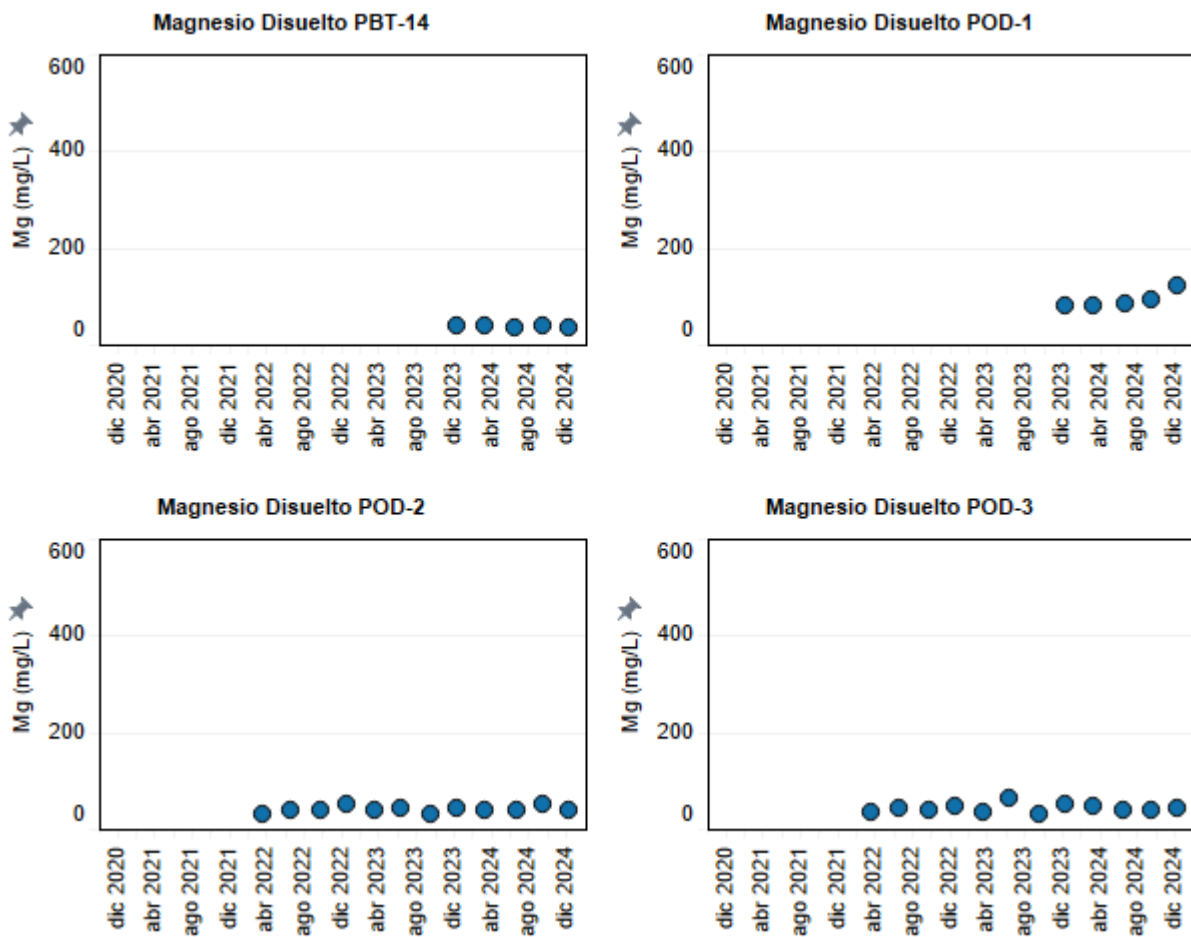 Magnesio Disuelto PBT-14
600
400
200
0
Mg (mg/L)
dic 2020
abr 2021
ago 2021
dic 2021
abr 2022
ago 2022
dic 2022
abr 2023
ago 2023
dic 2023
abr 2024
ago 2024
dic 2024
Magnesio Disuelto POD-1
600
400
200
0
Mg (mg/L)
dic 2020
abr 2021
ago 2021
dic 2021
abr 2022
ago 2022
dic 2022
abr 2023
ago 2023
dic 2023
abr 2024
ago 2024
dic 2024
Magnesio Disuelto POD-2
600
400
200
0
Mg (mg/L)
dic 2020
abr 2021
ago 2021
dic 2021
abr 2022
ago 2022
dic 2022
abr 2023
ago 2023
dic 2023
abr 2024
ago 2024
dic 2024
Magnesio Disuelto POD-3
600
400
200
0
Mg (mg/L)
dic 2020
abr 2021
ago 2021
dic 2021
abr 2022
ago 2022
dic 2022
abr 2023
ago 2023
dic 2023
abr 2024
ago 2024
dic 2024